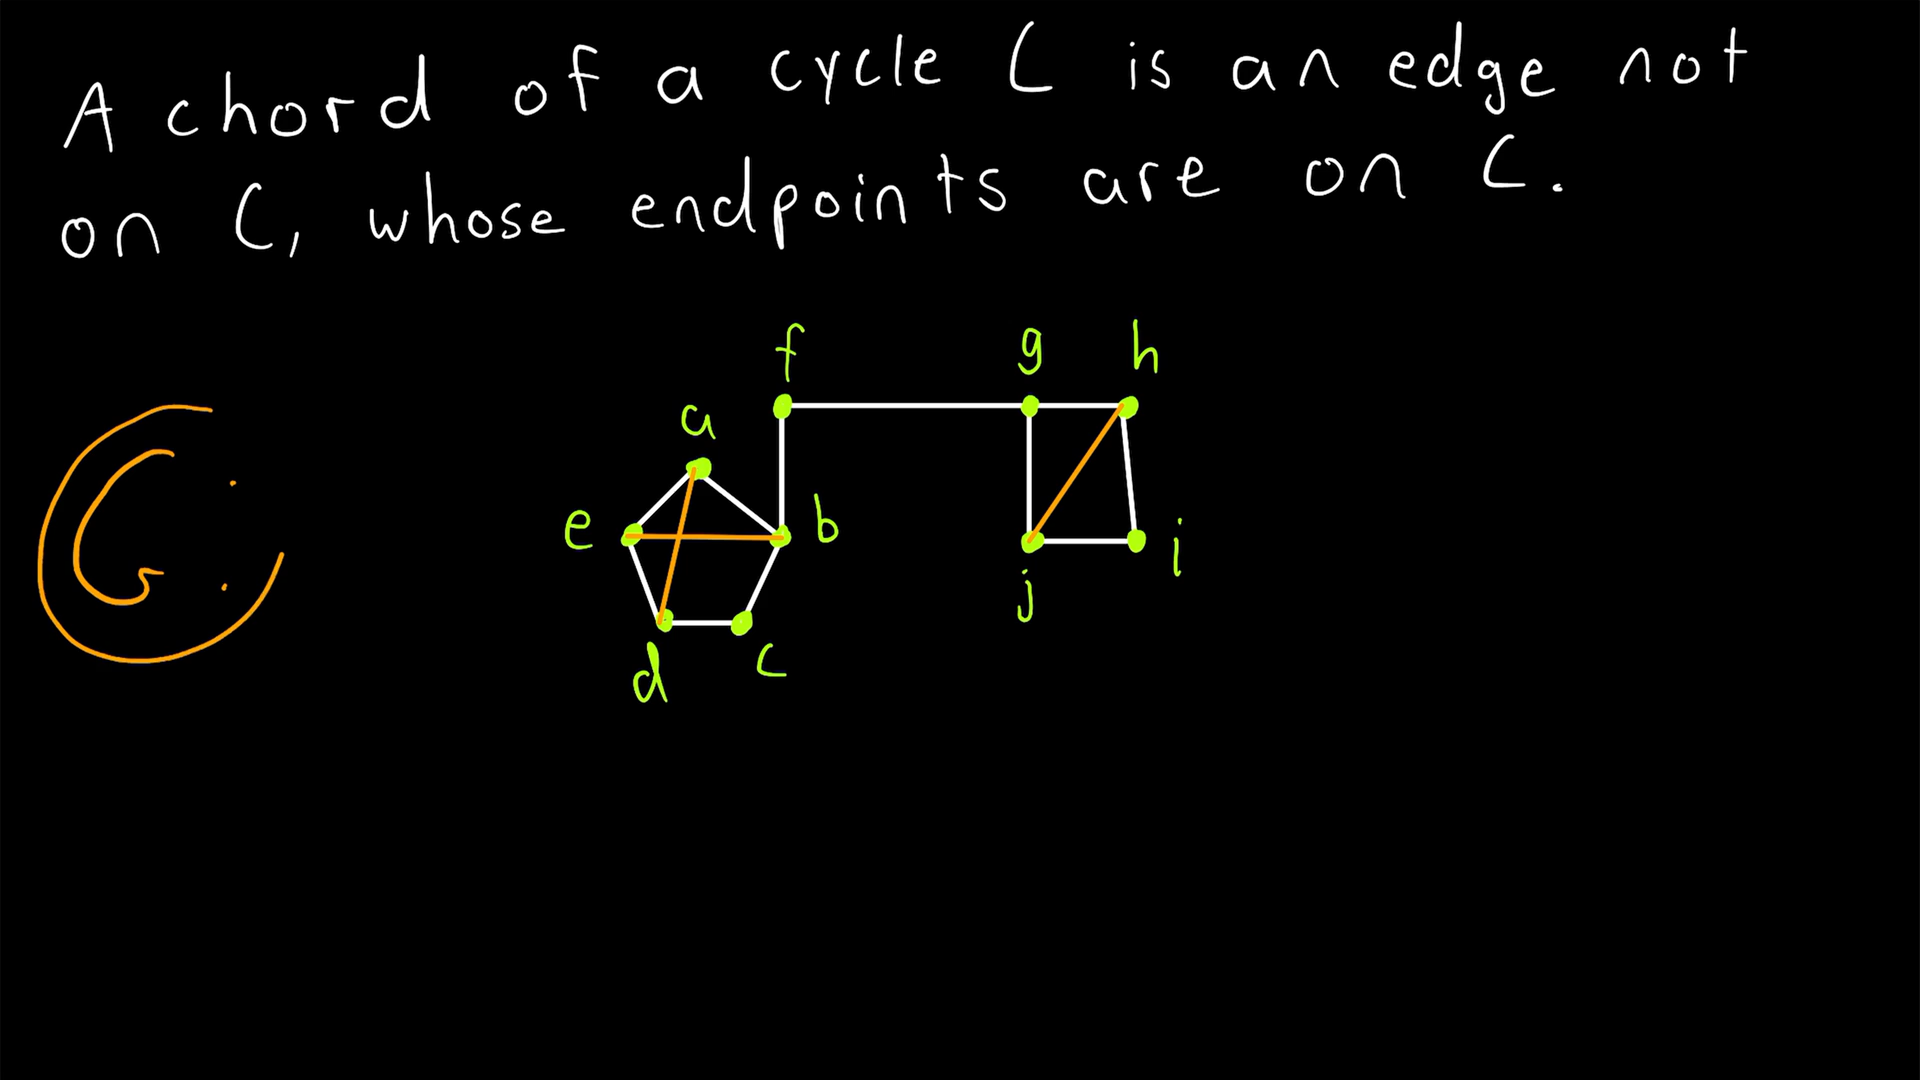 A chord of a cycle C is an edge not
on C, whose endpoints are on C.
f g h
a
e b
j i
d c